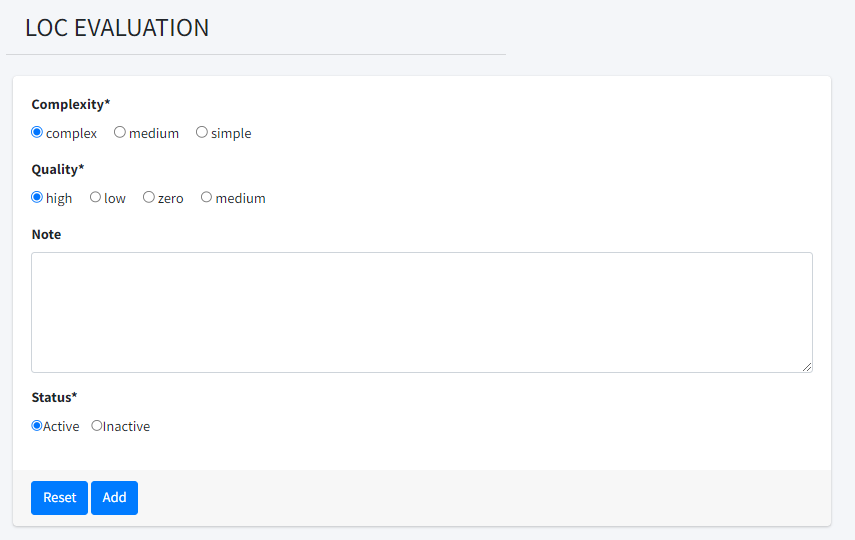 LOC EVALUATION
Complexity*
complex medium simple
Quality*
high low zero medium
Note
Status*
Active Inactive
Reset Add